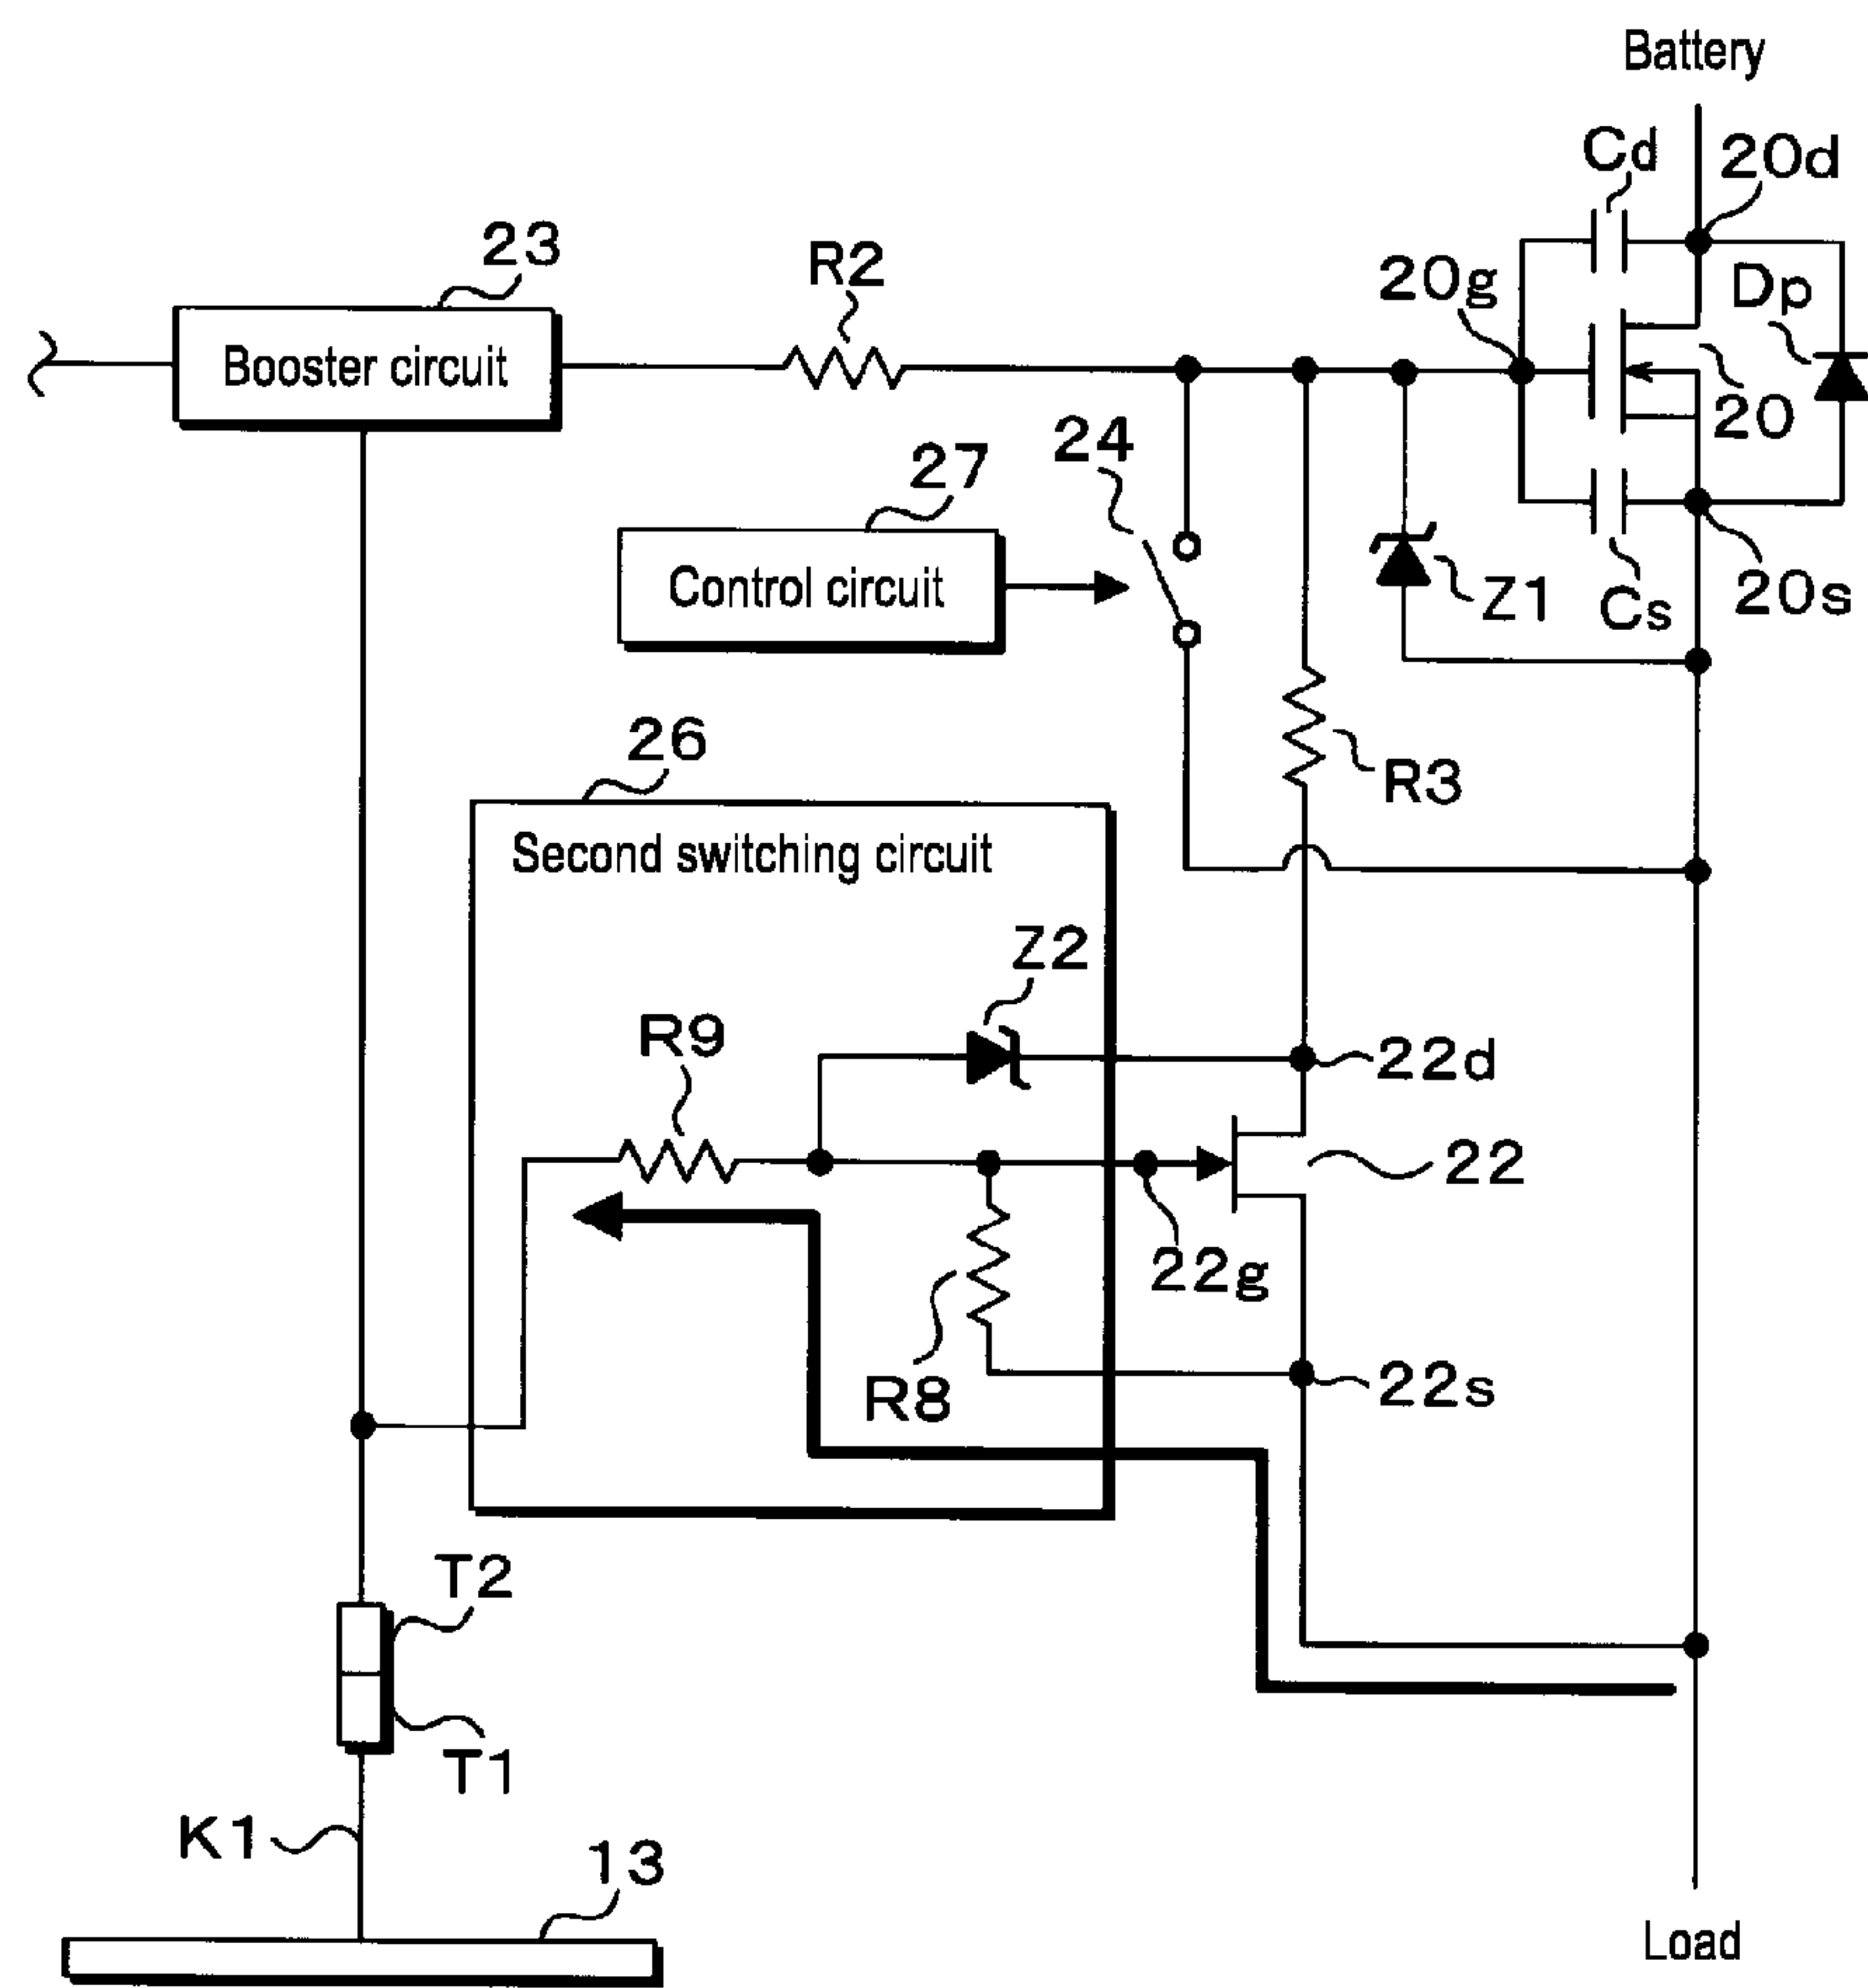 Battery
Cd
20d
23
R2
20g
Dp
Booster circuit
24
20
27
Control circuit
Z1
Cs
20s
26
R3
Second switching circuit
Z2
R9
22d
22
22g
R8
22s
T2
T1
K1
13
Load